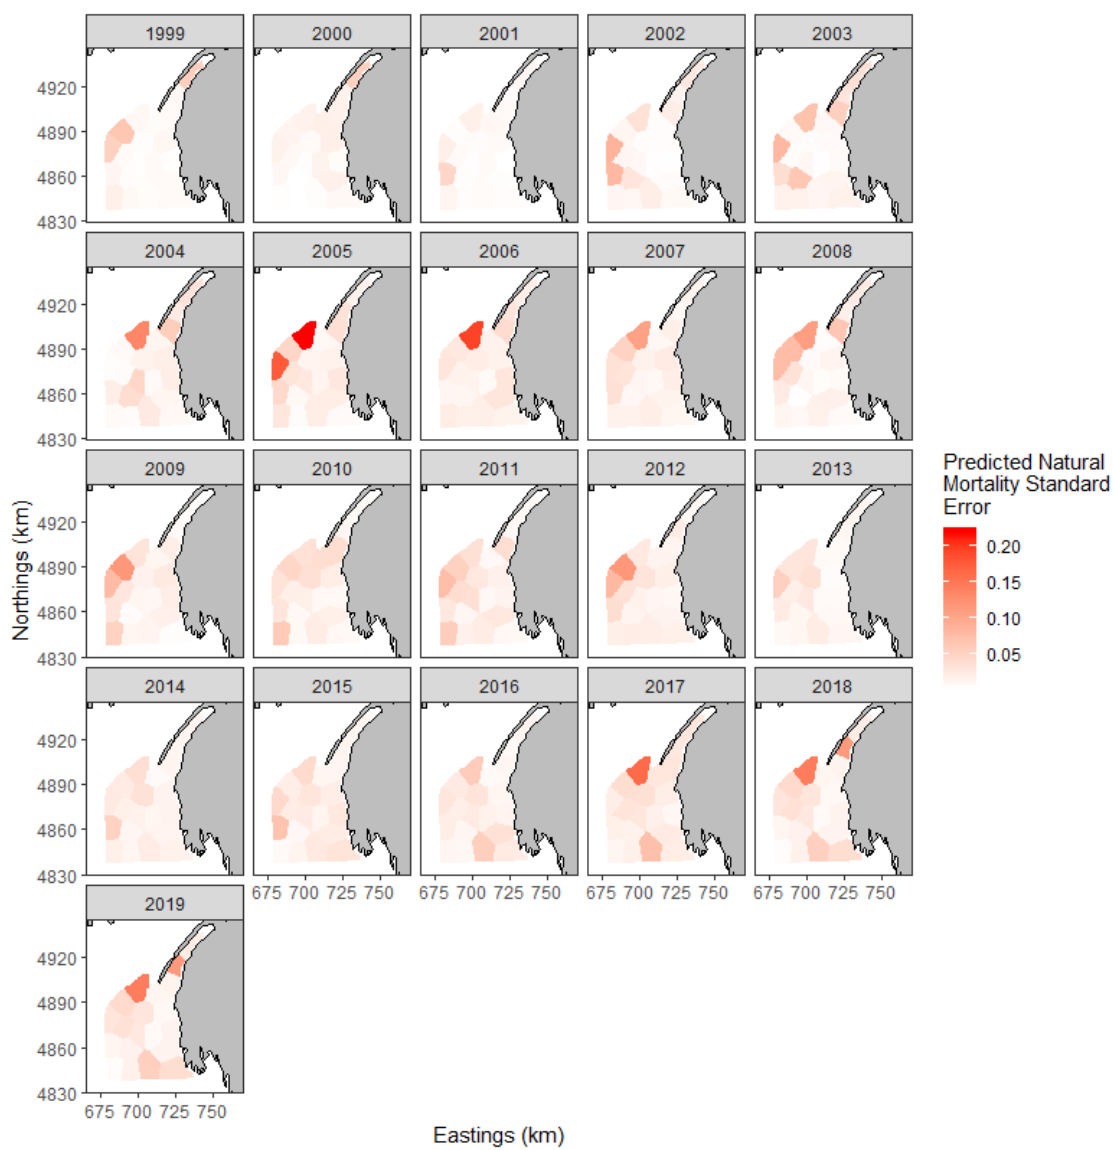 1999 2000 2001 2002 2003
4920
4890
4860
4830
2004 2005 2006 2007 2008
4920
4890
4860
4830
2009 2010 2011 2012 2013
4920
4890
4860
4830
2014 2015 2016 2017 2018
4920
4890
4860
4830
675 700 725 750 675 700 725 750 675 700 725 750 675 700 725 750
2019
4920
4890
4860
4830
675 700 725 750
Eastings (km)
Northings (km)
Predicted Natural
Mortality Standard
Error
0.20
0.15
0.10
0.05